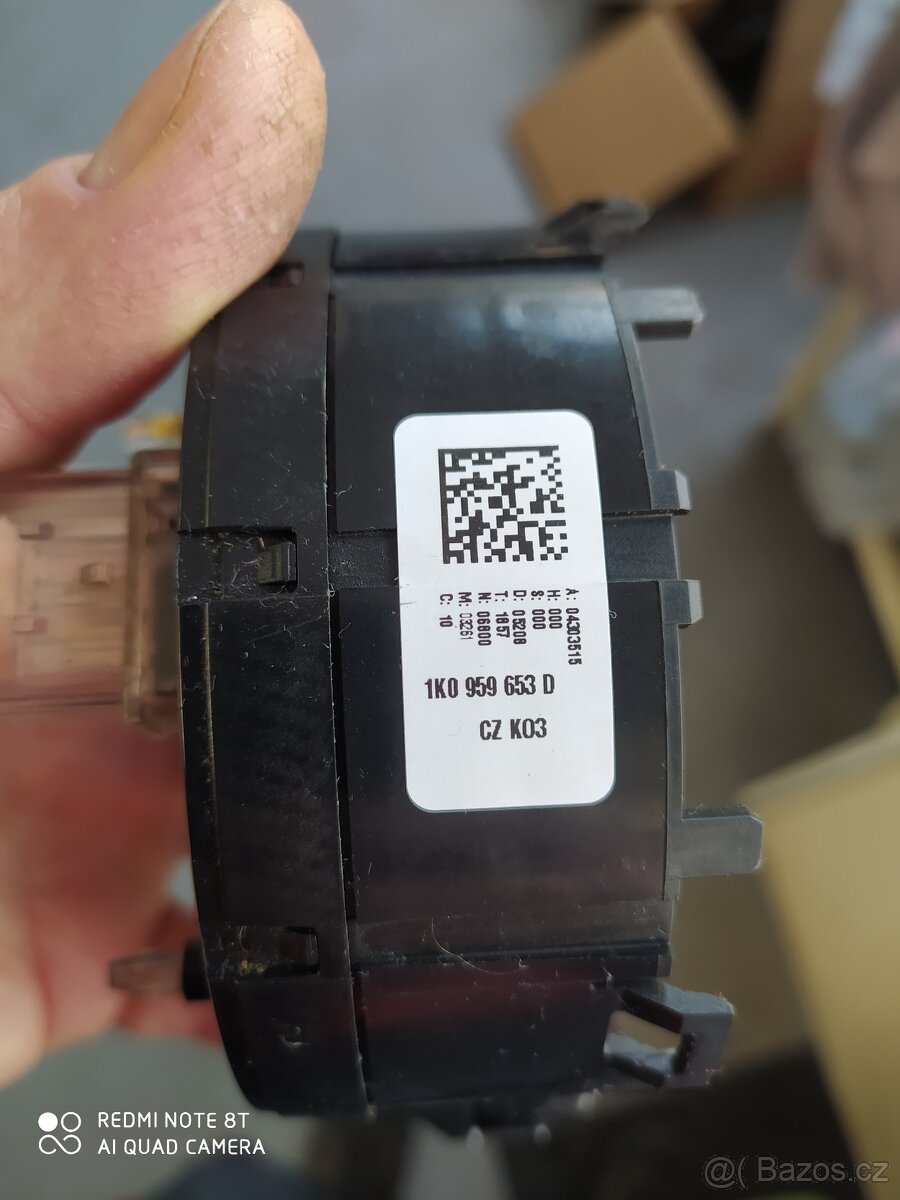 A: 04303515
H: 000
S: 000
D: 08206
T: 1857
N: 06800
M: 03261
C: 10
1K0 959 653 D
CZ K03
REDMI NOTE 8T
AI QUAD CAMERA
@( Bazos.cz